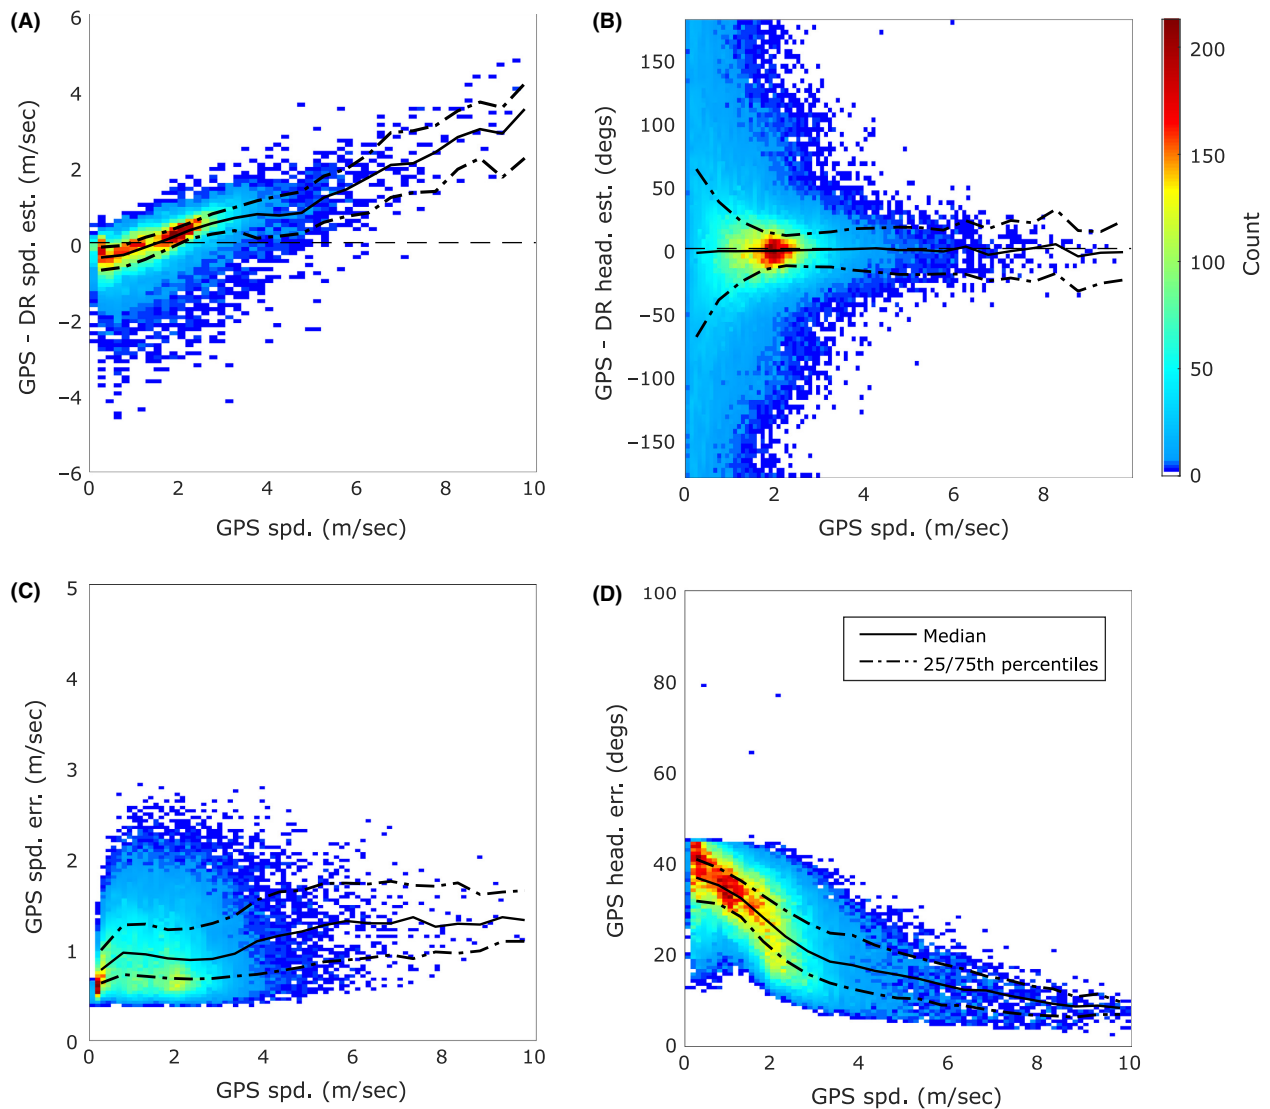 (A)
6
4
2
0
−2
−4
−6
GPS - DR spd. est. (m/sec)
0 2 4 6 8 10
GPS spd. (m/sec)
(B)
150
100
50
0
−50
−100
−150
GPS - DR head. est. (degs)
0 2 4 6 8
GPS spd. (m/sec)
200
150
100
50
0
Count
(C)
5
4
3
2
1
0
GPS spd. err. (m/sec)
0 2 4 6 8 10
GPS spd. (m/sec)
(D)
100
80
60
40
20
0
GPS head. err. (degs)
Median
25/75th percentiles
0 2 4 6 8 10
GPS spd. (m/sec)